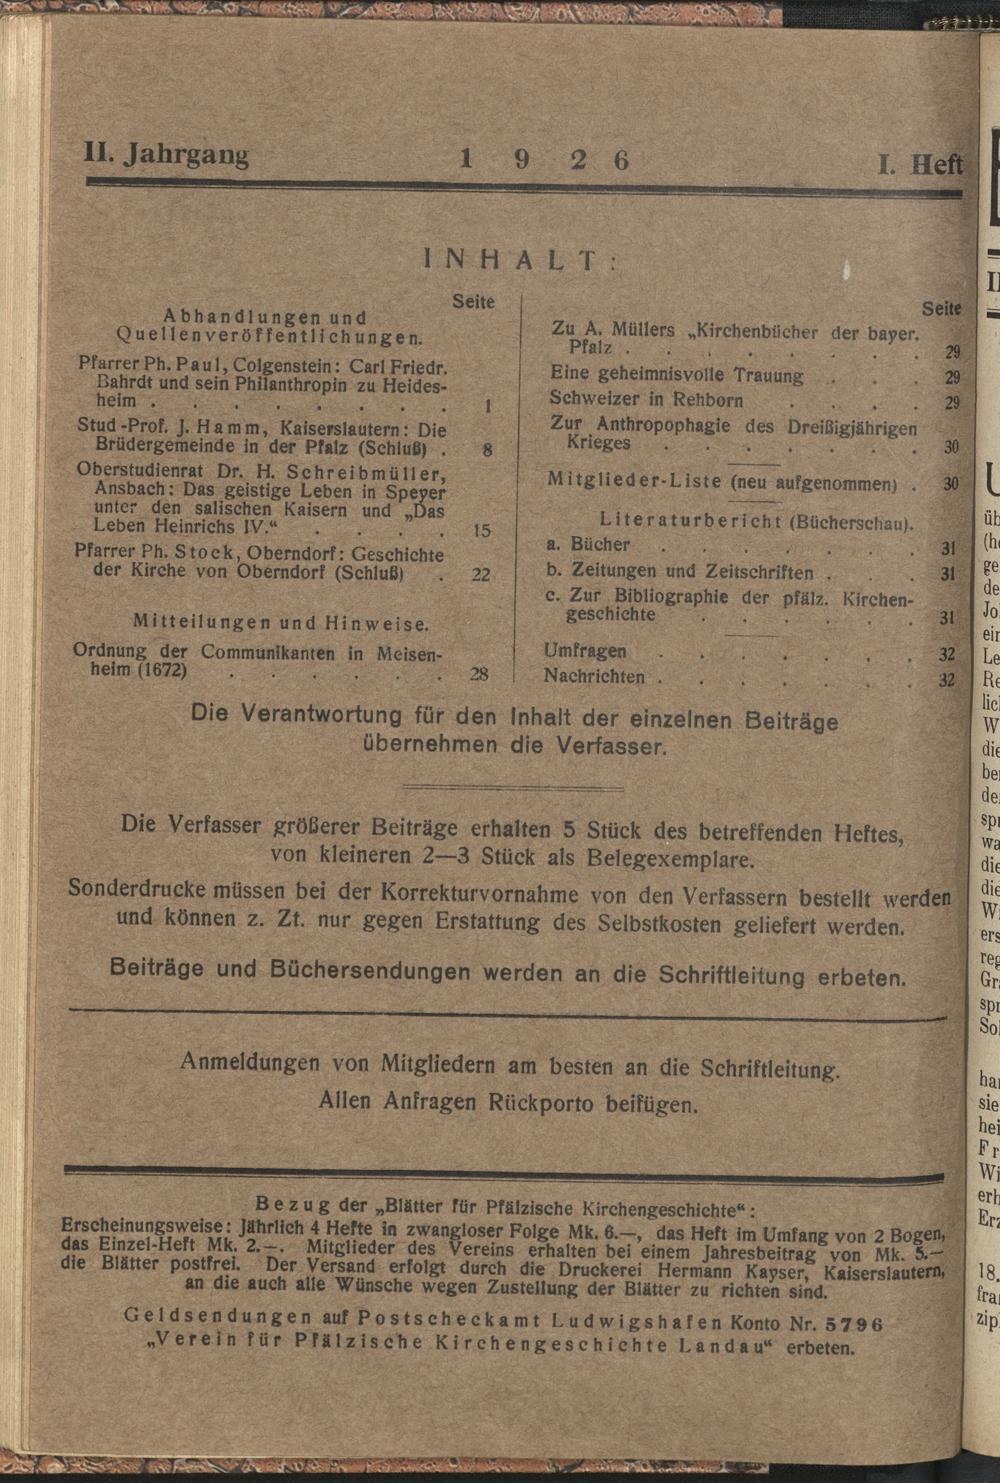 II. Jahrgang 1 9 2 6 I. Heft
INHALT:
Seite
Abhandlungen und
Quellenveröffentlichungen.
Pfarrer Ph. Paul, Colgenstein: Carl Friedr.
Bahrdt und sein Philanthropin zu Heides-
heim . . . . . . . . 1
Stud-Prof. J. Hamm, Kaiserslautern: Die
Brüdergemeinde in der Pfalz (Schluß) . 8
Oberstudienrat Dr. H. Schreibmüller,
Ansbach: Das geistige Leben in Speyer
unter den salischen Kaisern und „Das
Leben Heinrichs IV.“ . . . . 15
Pfarrer Ph. Stock, Oberndorf: Geschichte
der Kirche von Oberndorf (Schluß) . 22
Mitteilungen und Hinweise.
Ordnung der Communikanten in Meisen-
heim (1672) . . . . . . 28
Seite
Zu A. Müllers „Kirchenbücher der bayer.
Pfalz . . . . . . . . 29
Eine geheimnisvolle Trauung . . . 29
Schweizer in Rehborn . . . . 29
Zur Anthropophagie des Dreißigjährigen
Krieges . . . . . . . 30
Mitglieder-Liste (neu aufgenommen) . 30
Literaturbericht (Bücherschau).
a. Bücher . . . . . . . 31
b. Zeitungen und Zeitschriften . . . 31
c. Zur Bibliographie der pfälz. Kirchen-
geschichte . . . . . . 31
Umfragen . . . . . . . 32
Nachrichten . . . . . . . 32
Die Verantwortung für den Inhalt der einzelnen Beiträge
übernehmen die Verfasser.
Die Verfasser größerer Beiträge erhalten 5 Stück des betreffenden Heftes,
von kleineren 2—3 Stück als Belegexemplare.
Sonderdrucke müssen bei der Korrekturvornahme von den Verfassern bestellt werden
und können z. Zt. nur gegen Erstattung des Selbstkosten geliefert werden.
Beiträge und Büchersendungen werden an die Schriftleitung erbeten.
Anmeldungen von Mitgliedern am besten an die Schriftleitung.
Allen Anfragen Rückporto beifügen.
Bezug der „Blätter für Pfälzische Kirchengeschichte“:
Erscheinungsweise: Jährlich 4 Hefte in zwangloser Folge Mk. 6.—, das Heft im Umfang von 2 Bogen,
das Einzel-Heft Mk. 2.—. Mitglieder des Vereins erhalten bei einem Jahresbeitrag von Mk. 5.—
die Blätter postfrei. Der Versand erfolgt durch die Druckerei Hermann Kayser, Kaiserslautern,
an die auch alle Wünsche wegen Zustellung der Blätter zu richten sind.
Geldsendungen auf Postscheckamt Ludwigshafen Konto Nr. 5796
„Verein für Pfälzische Kirchengeschichte Landau“ erbeten.